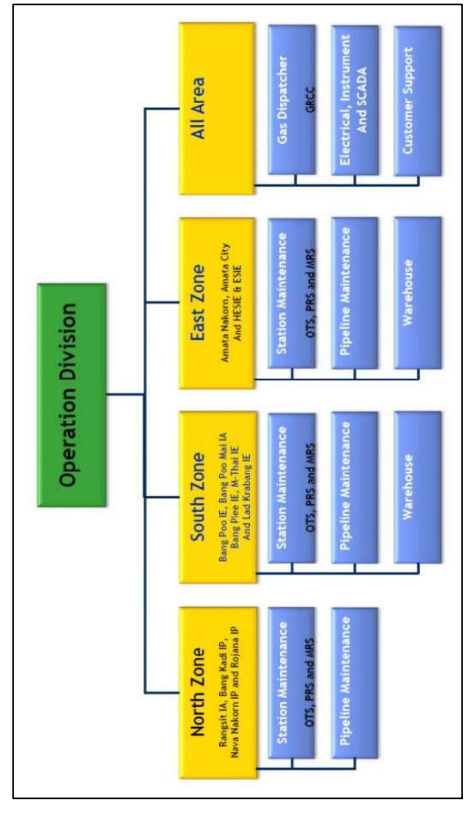 Operation Division
North Zone
Rangsit IA, Bang Kadi IP,
Nava Nakorn IP and Rojana IP
Station Maintenance
OTS, PRS and MRS
Pipeline Maintenance
South Zone
Bang Poo IE, Bang Poo Mai IA
Bang Plee IE, M-Thai IE
And Lad Krabang IE
Station Maintenance
OTS, PRS and MRS
Pipeline Maintenance
Warehouse
East Zone
Amata Nakorn, Amata City
And HESIE & ESIE
Station Maintenance
OTS, PRS and MRS
Pipeline Maintenance
Warehouse
All Area
Gas Dispatcher
GRCC
Electrical, Instrument
And SCADA
Customer Support